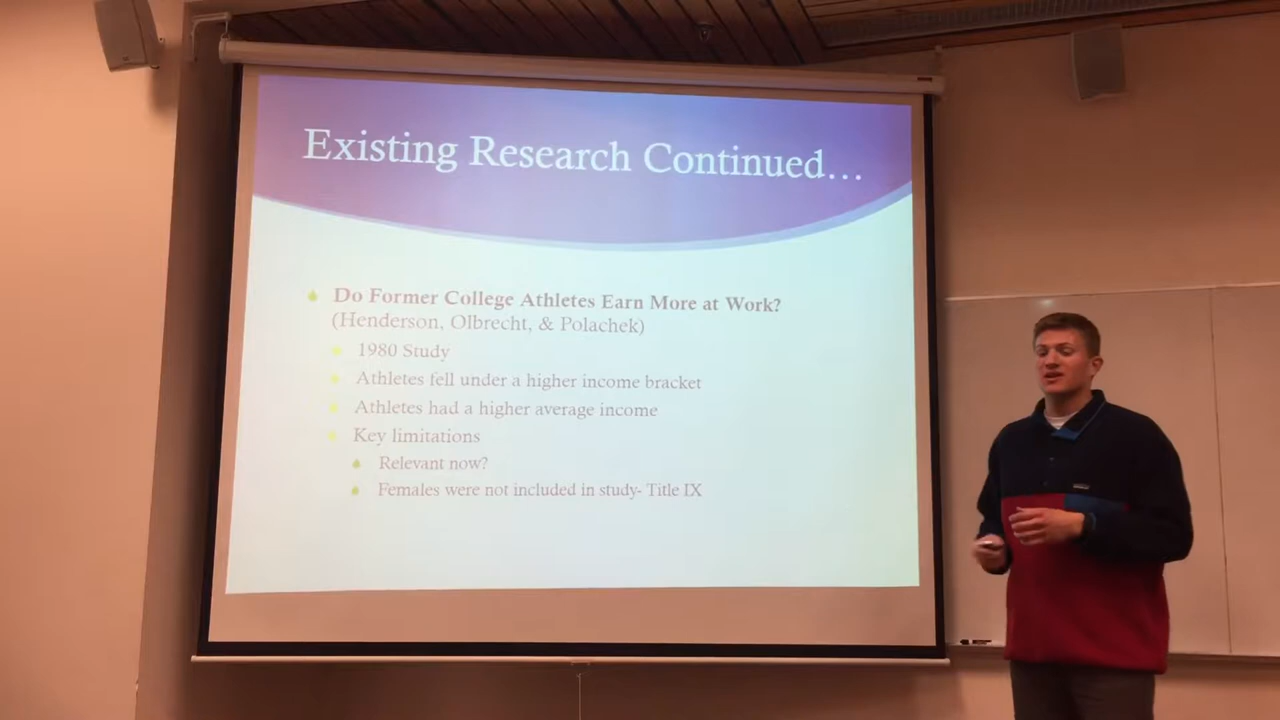 Existing Research Continued...
Do Former College Athletes Earn More at Work?
(Henderson, Olbrecht, & Polachek)
1980 Study
Athletes fell under a higher income bracket
Athletes had a higher average income
Key limitations
Relevant now?
Females were not included in study- Title IX